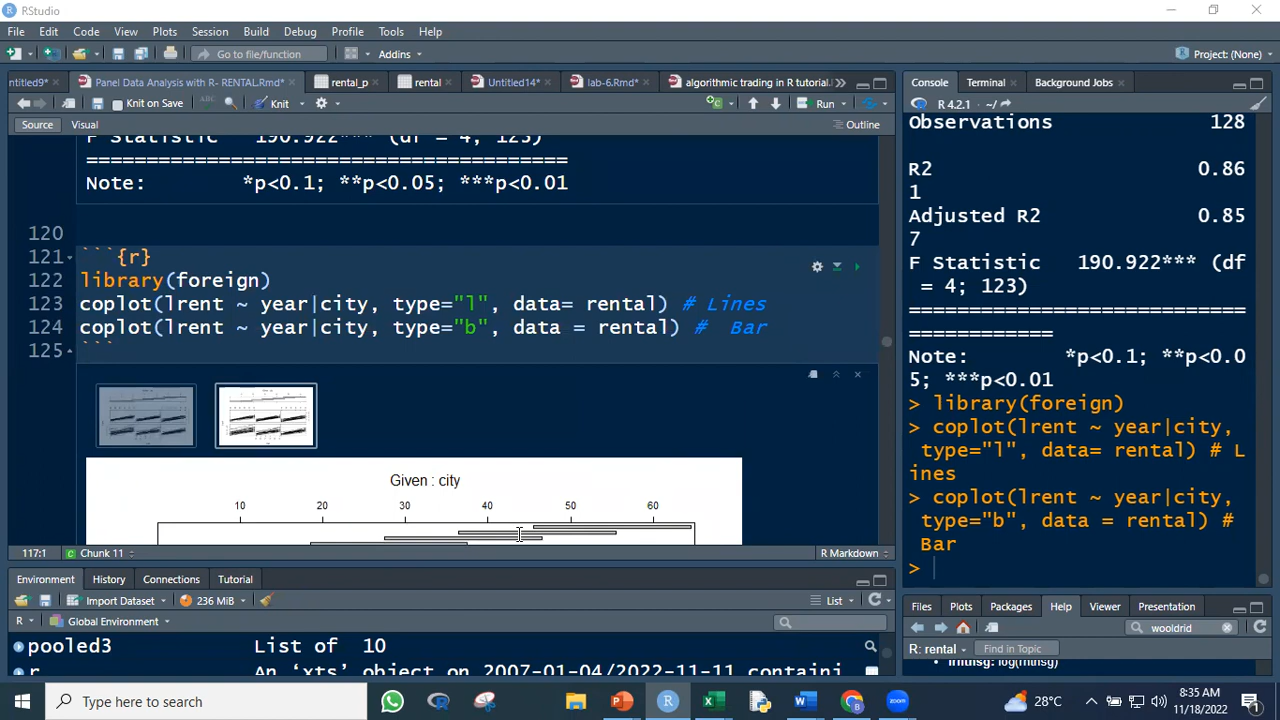 RStudio
File Edit Code View Plots Session Build Debug Profile Tools Help
Go to file/function Addins Project: (None)
ntitled9* Panel Data Analysis with R- RENTAL.Rmd* rental_p rental Untitled14* lab-6.Rmd* algorithmic trading in R tutorial.
Knit on Save ABC Knit Run
Source Visual Outline
F Statistic 190.922*** (df = 4; 123)
=========================================
Note: *p<0.1; **p<0.05; ***p<0.01
120
121 ```{r}
122 library(foreign)
123 coplot(lrent ~ year|city, type="l", data= rental) # Lines
124 coplot(lrent ~ year|city, type="b", data = rental) # Bar
125 ```
Given : city
10 20 30 40 50 60
117:1 Chunk 11 R Markdown
Environment History Connections Tutorial
Import Dataset 236 MiB List
R Global Environment
pooled3 List of 10
r An ‘xts’ object on 2007-01-04/2022-11-11 containi
Console Terminal Background Jobs
R 4.2.1 · ~/
Observations 128
R2 0.86
1
Adjusted R2 0.85
7
F Statistic 190.922*** (df
= 4; 123)
=============================
============
Note: *p<0.1; **p<0.0
5; ***p<0.01
> library(foreign)
> coplot(lrent ~ year|city,
type="l", data= rental) # L
ines
> coplot(lrent ~ year|city,
type="b", data = rental) #
Bar
>
Files Plots Packages Help Viewer Presentation
wooldrid
R: rental Find in Topic
Type here to search
28°C
8:35 AM
11/18/2022
zoom